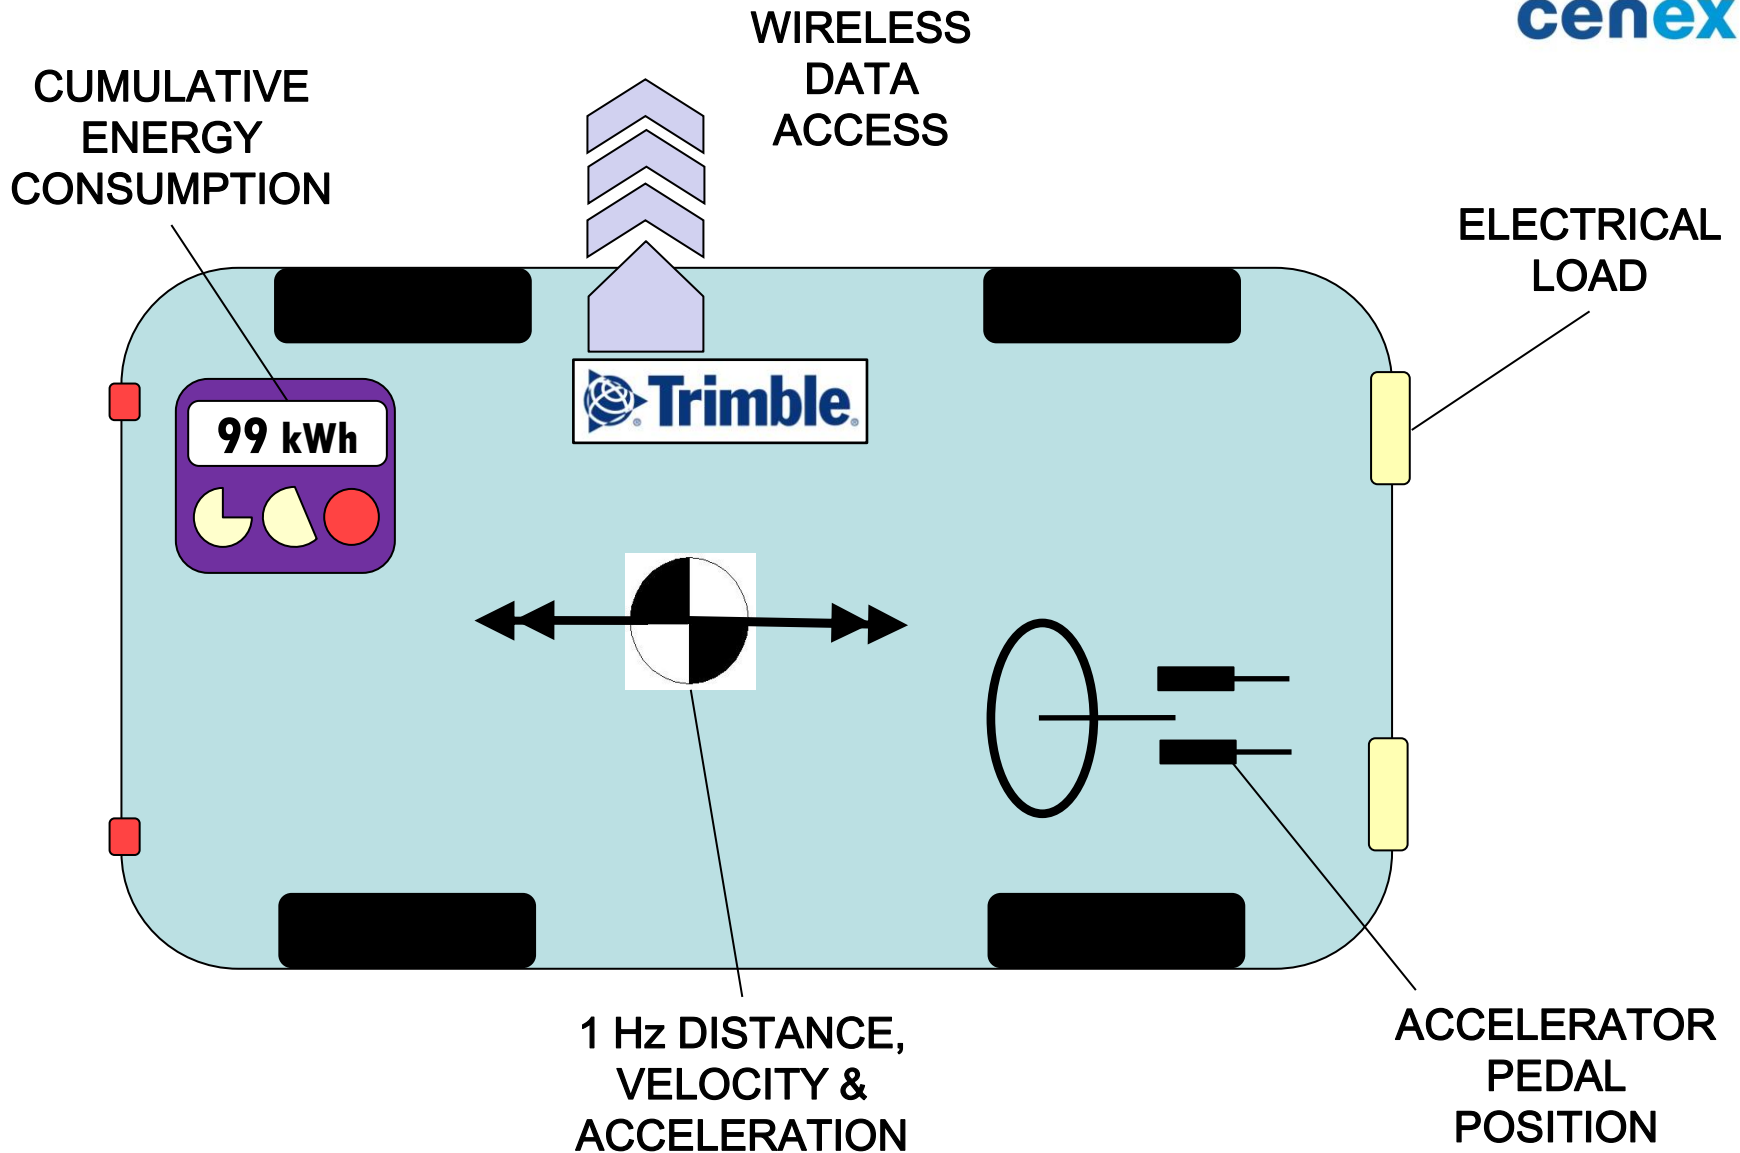 cenex
WIRELESS
DATA
ACCESS
CUMULATIVE
ENERGY
CONSUMPTION
ELECTRICAL
LOAD
Trimble
99 kWh
1 Hz DISTANCE,
VELOCITY &
ACCELERATION
ACCELERATOR
PEDAL
POSITION